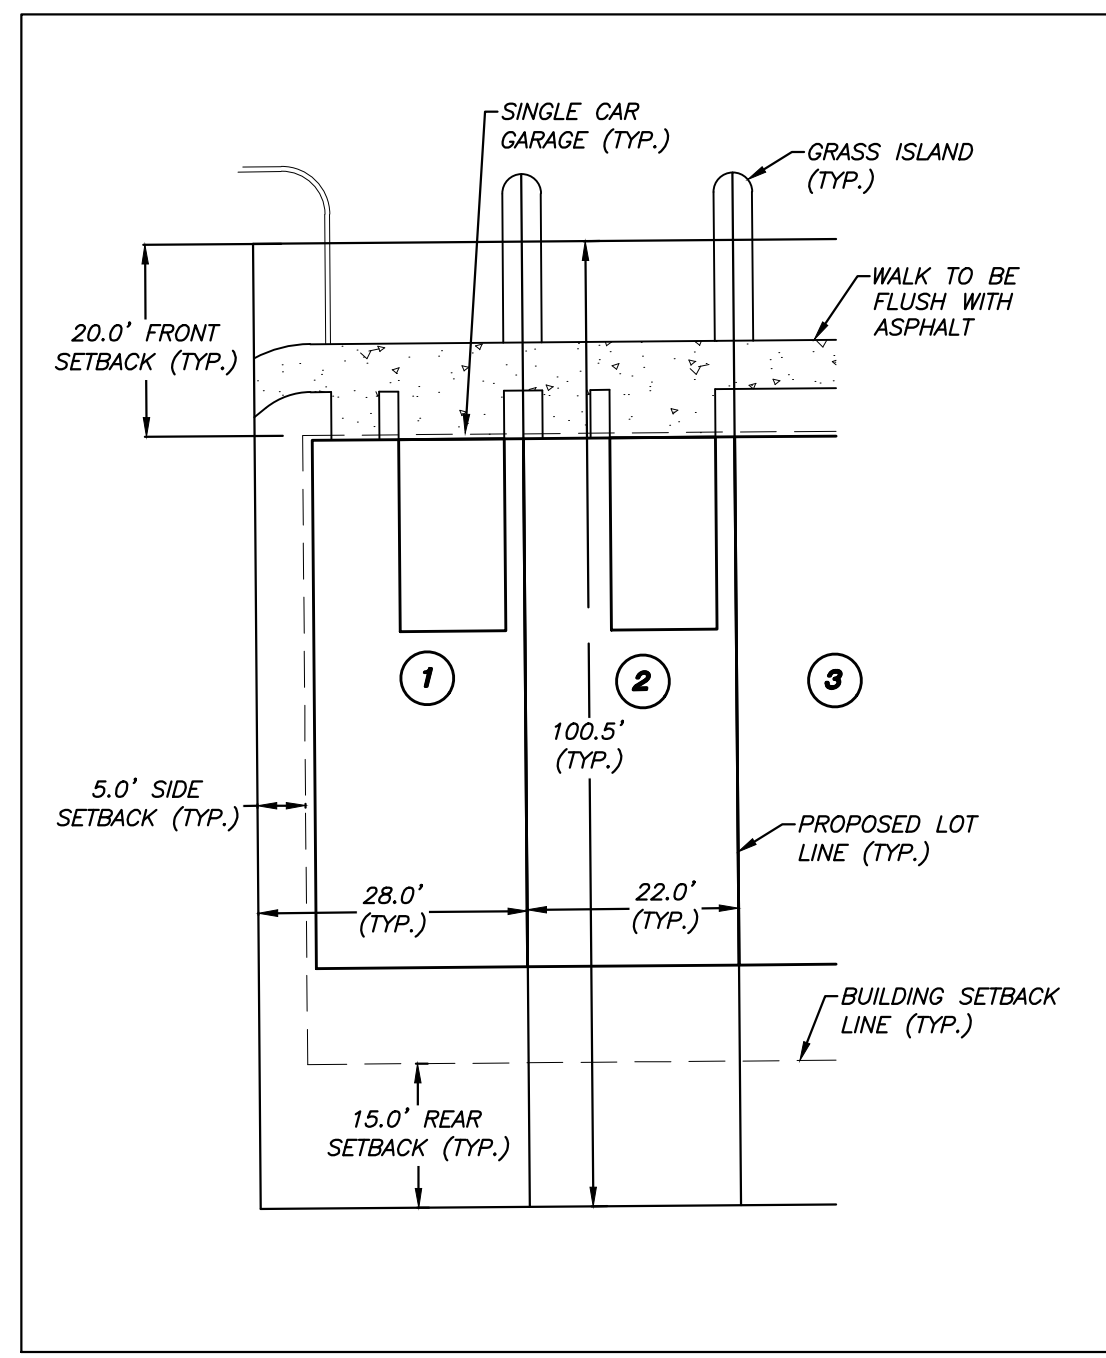 SINGLE CAR
GARAGE (TYP.)
GRASS ISLAND
(TYP.)
WALK TO BE
FLUSH WITH
ASPHALT
20.0' FRONT
SETBACK (TYP.)
1
2
3
100.5'
(TYP.)
5.0' SIDE
SETBACK (TYP.)
PROPOSED LOT
LINE (TYP.)
28.0'
(TYP.)
22.0'
(TYP.)
BUILDING SETBACK
LINE (TYP.)
15.0' REAR
SETBACK (TYP.)